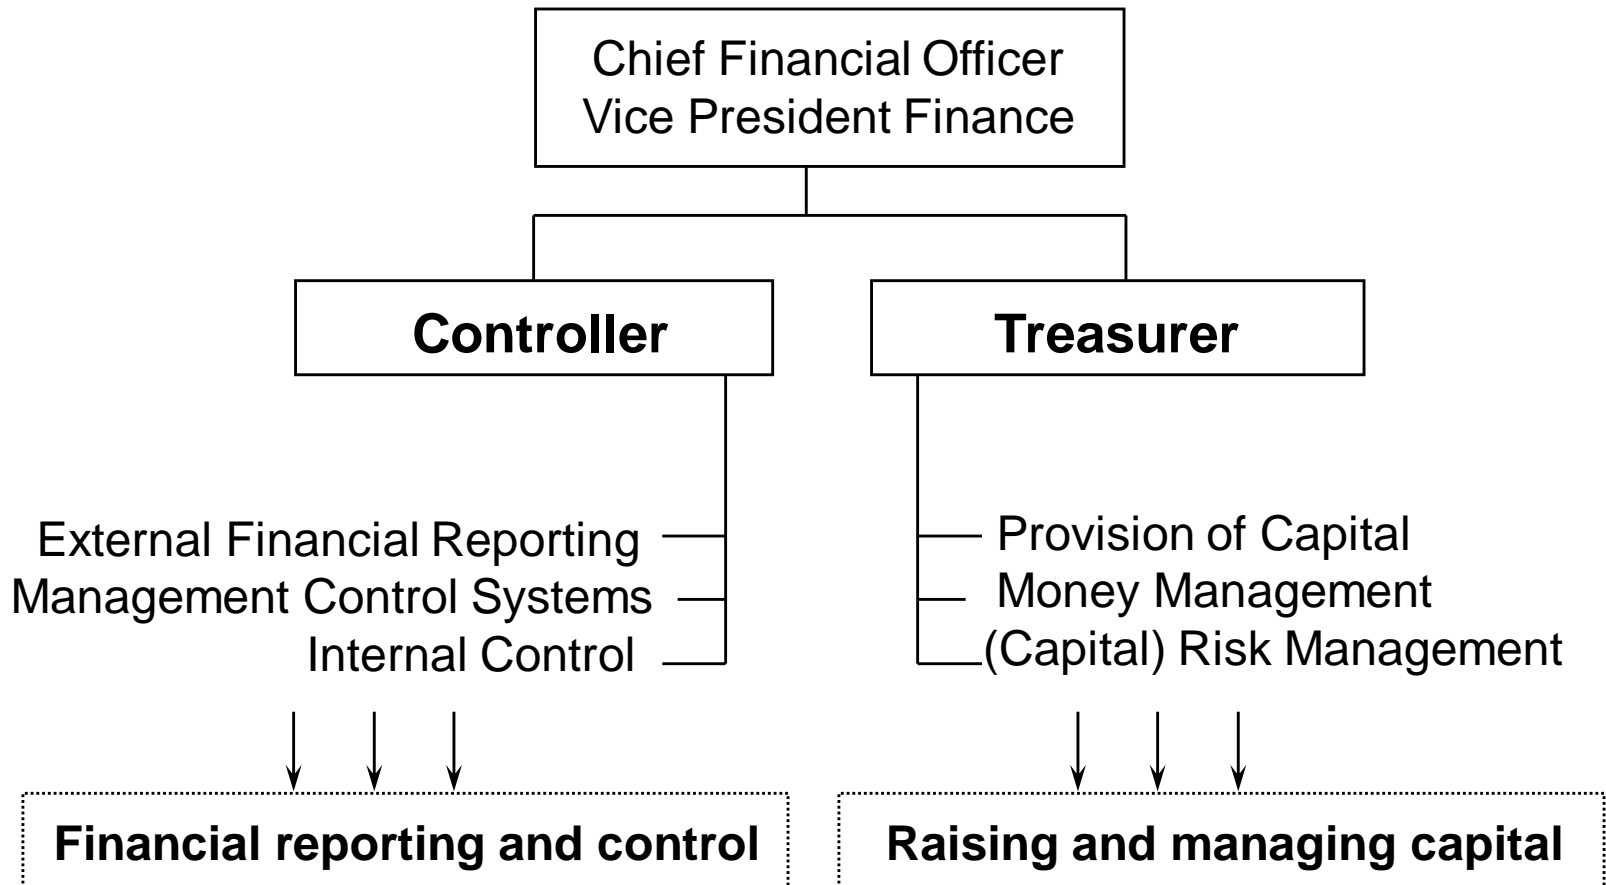 Chief Financial Officer
Vice President Finance
Controller
Treasurer
External Financial Reporting
Management Control Systems
Internal Control
Provision of Capital
Money Management
(Capital) Risk Management
Financial reporting and control
Raising and managing capital